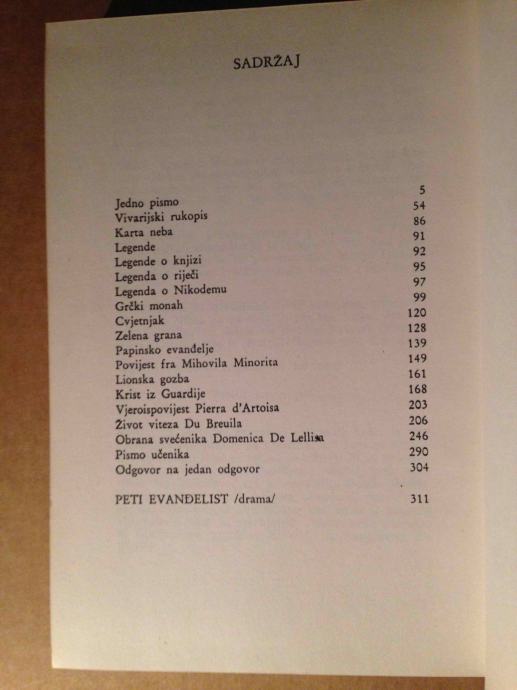 SADRŽAJ
Jedno pismo 5
Vivarijski rukopis 54
Karta neba 86
Legende 91
Legende o knjizi 92
Legenda o riječi 95
Legenda o Nikodemu 97
Grčki monah 99
Cvjetnjak 120
Zelena grana 128
Papinsko evanđelje 139
Povijest fra Mihovila Minorita 149
Lionska gozba 161
Krist iz Guardije 168
Vjeroispovijest Pierra d'Artoisa 203
Život viteza Du Breuila 206
Obrana svećenika Domenica De Lellisa 246
Pismo učenika 290
Odgovor na jedan odgovor 304
PETI EVANĐELIST /drama/ 311